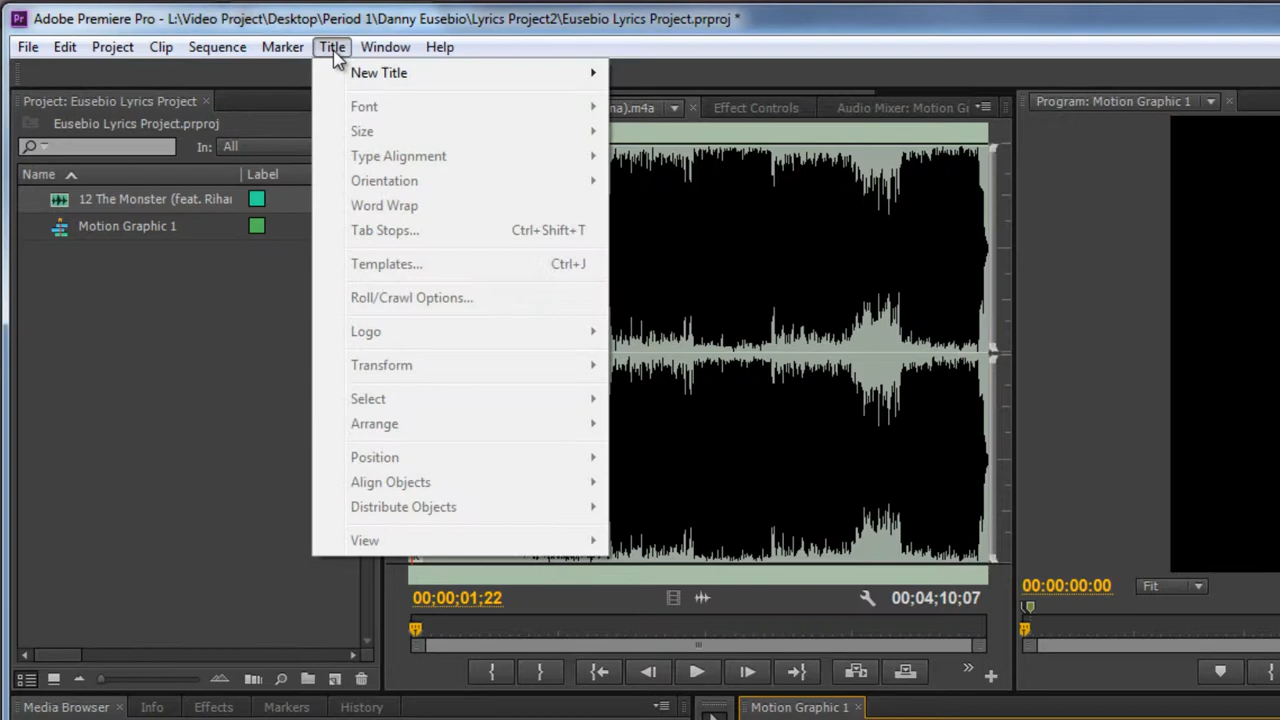 Adobe Premiere Pro - L:\Video Project\Desktop\Period 1\Danny Eusebio\Lyrics Project2\Eusebio Lyrics Project.prproj *
File Edit Project Clip Sequence Marker Title Window Help
New Title
Font
Size
Type Alignment
Orientation
Word Wrap
Tab Stops... Ctrl+Shift+T
Templates... Ctrl+J
Roll/Crawl Options...
Logo
Transform
Select
Arrange
Position
Align Objects
Distribute Objects
View
Project: Eusebio Lyrics Project
Eusebio Lyrics Project.prproj
In: All
Name Label
12 The Monster (feat. Rihar
Motion Graphic 1
ma).m4a Effect Controls Audio Mixer: Motion Gr
00;00;01;22 00;04;10;07
Program: Motion Graphic 1
00:00:00:00 Fit
Media Browser Info Effects Markers History
Motion Graphic 1